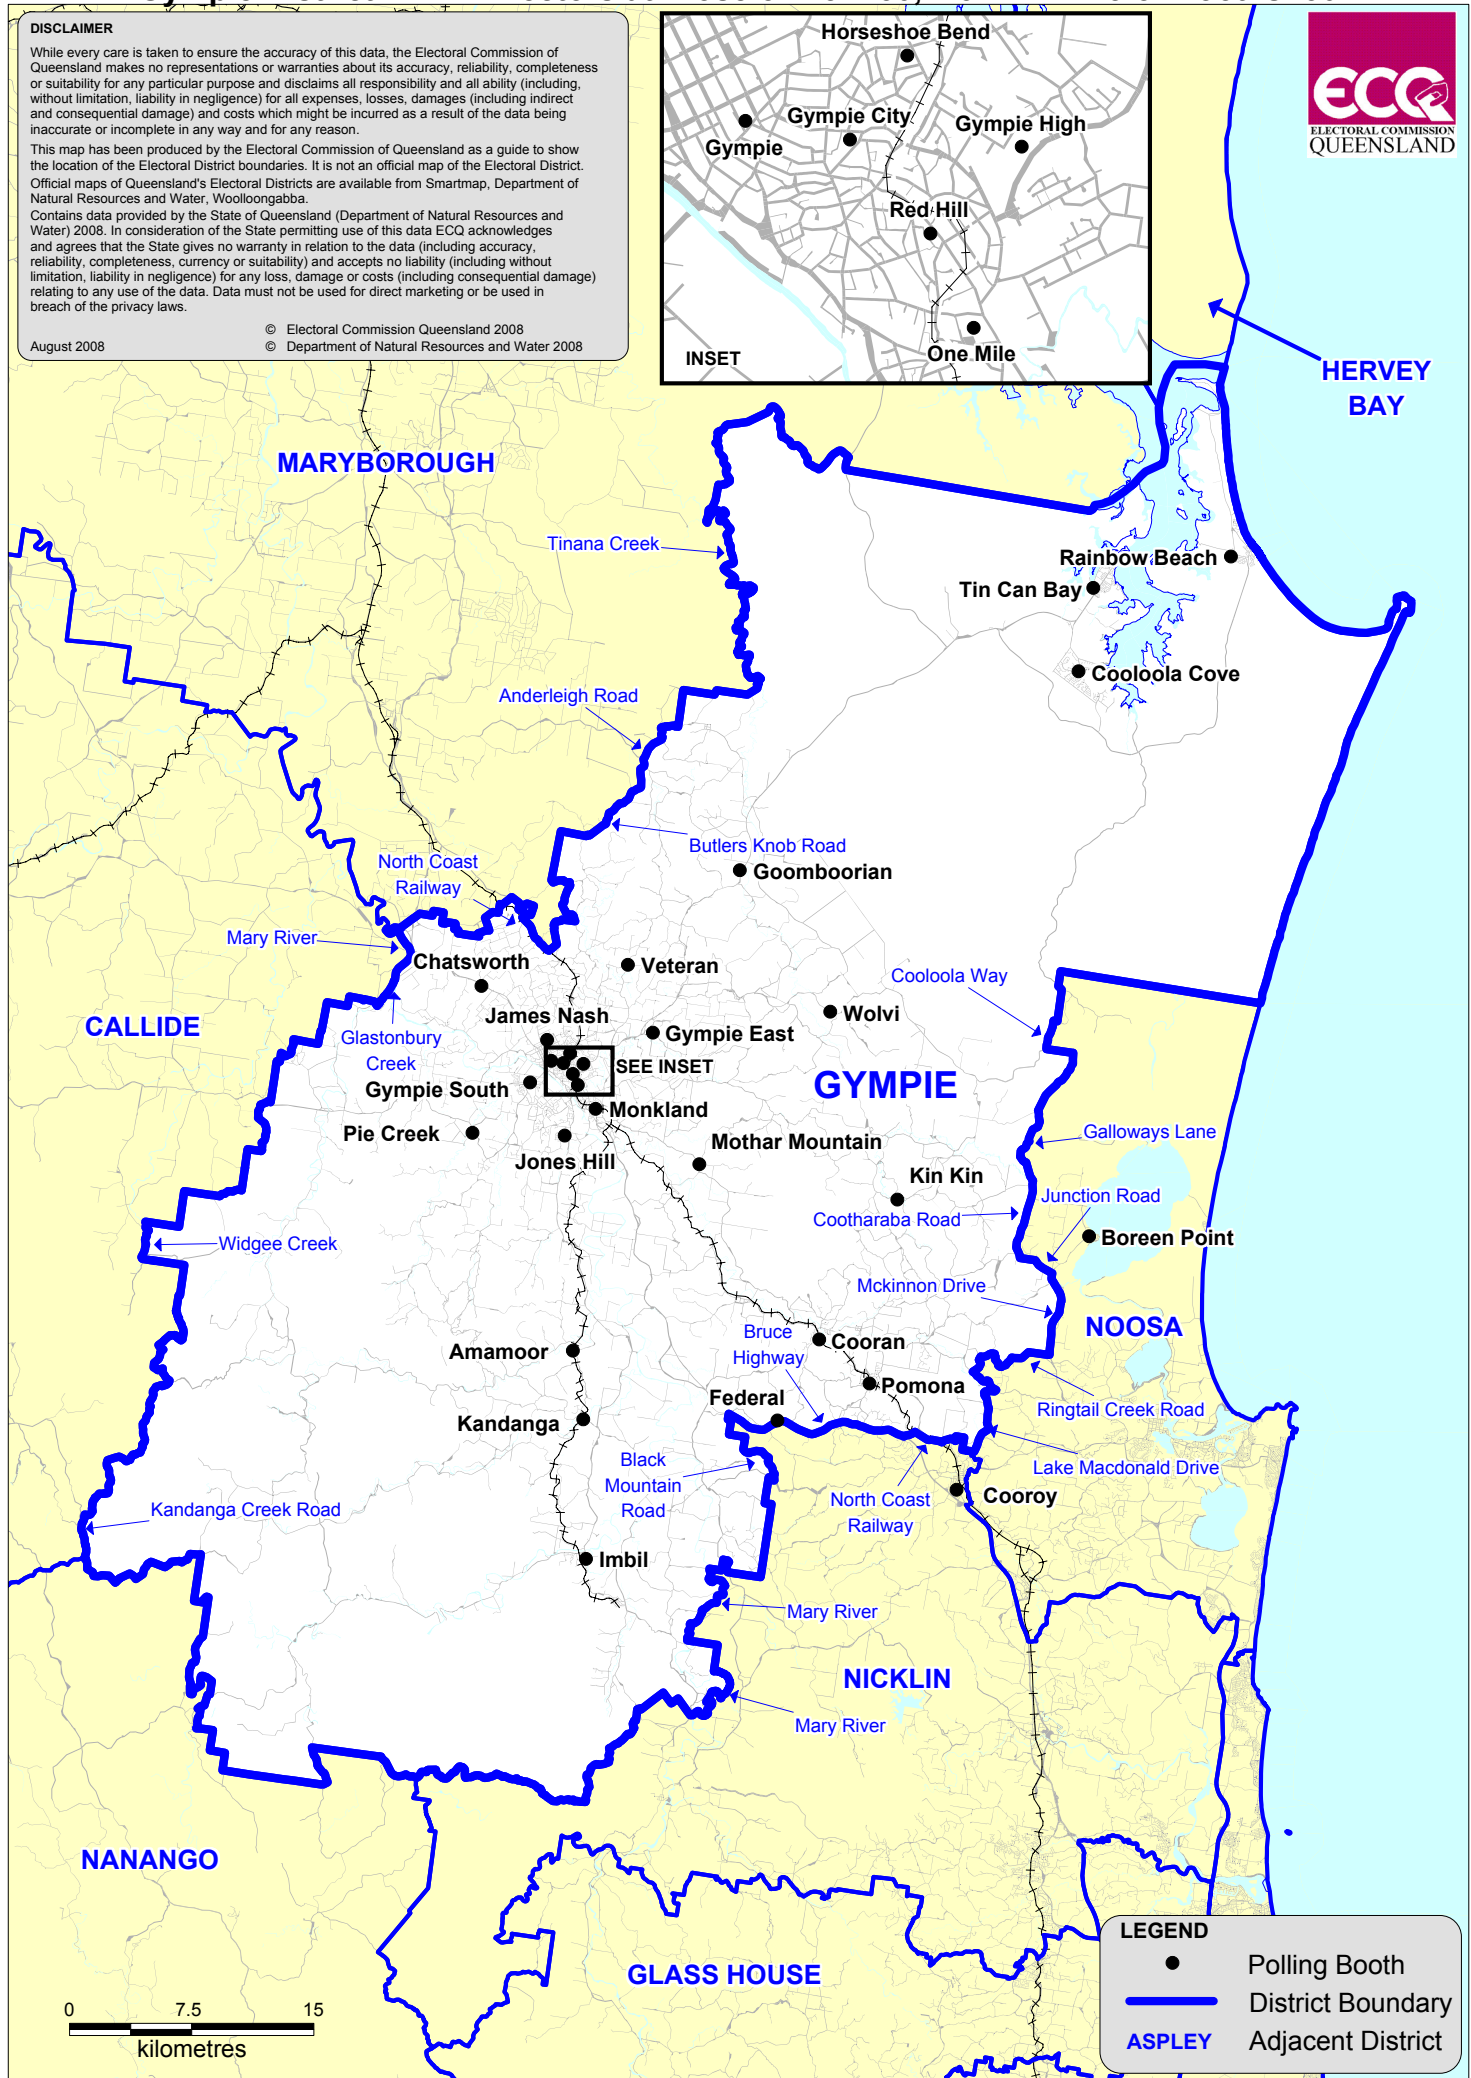 DISCLAIMER
While every care is taken to ensure the accuracy of this data, the Electoral Commission of
Queensland makes no representations or warranties about its accuracy, reliability, completeness
or suitability for any particular purpose and disclaims all responsibility and all ability (including,
without limitation, liability in negligence) for all expenses, losses, damages (including indirect
and consequential damage) and costs which might be incurred as a result of the data being
inaccurate or incomplete in any way and for any reason.
This map has been produced by the Electoral Commission of Queensland as a guide to show
the location of the Electoral District boundaries. It is not an official map of the Electoral District.
Official maps of Queensland's Electoral Districts are available from Smartmap, Department of
Natural Resources and Water, Woolloongabba.
Contains data provided by the State of Queensland (Department of Natural Resources and
Water) 2008. In consideration of the State permitting use of this data ECQ acknowledges
and agrees that the State gives no warranty in relation to the data (including accuracy,
reliability, completeness, currency or suitability) and accepts no liability (including without
limitation, liability in negligence) for any loss, damage or costs (including consequential damage)
relating to any use of the data. Data must not be used for direct marketing or be used in
breach of the privacy laws.
© Electoral Commission Queensland 2008
August 2008
© Department of Natural Resources and Water 2008
Horseshoe Bend
Gympie City
Gympie High
Gympie
Red Hill
One Mile
INSET
ECQ
ELECTORAL COMMISSION
QUEENSLAND
HERVEY
BAY
MARYBOROUGH
Tinana Creek
Rainbow Beach
Tin Can Bay
Cooloola Cove
Anderleigh Road
Butlers Knob Road
Goomboorian
North Coast
Railway
Mary River
Chatsworth
Veteran
Cooloola Way
CALLIDE
James Nash
Wolvi
Glastonbury
Creek
Gympie East
SEE INSET
GYMPIE
Gympie South
Monkland
Pie Creek
Mothar Mountain
Galloways Lane
Jones Hill
Kin Kin
Junction Road
Cootharaba Road
Boreen Point
Widgee Creek
Mckinnon Drive
NOOSA
Bruce
Highway
Cooran
Amamoor
Pomona
Federal
Ringtail Creek Road
Kandanga
Black
Mountain
Road
Lake Macdonald Drive
North Coast
Railway
Cooroy
Kandanga Creek Road
Imbil
Mary River
NICKLIN
Mary River
NANANGO
GLASS HOUSE
0 7.5 15
kilometres
LEGEND
Polling Booth
District Boundary
ASPLEY Adjacent District